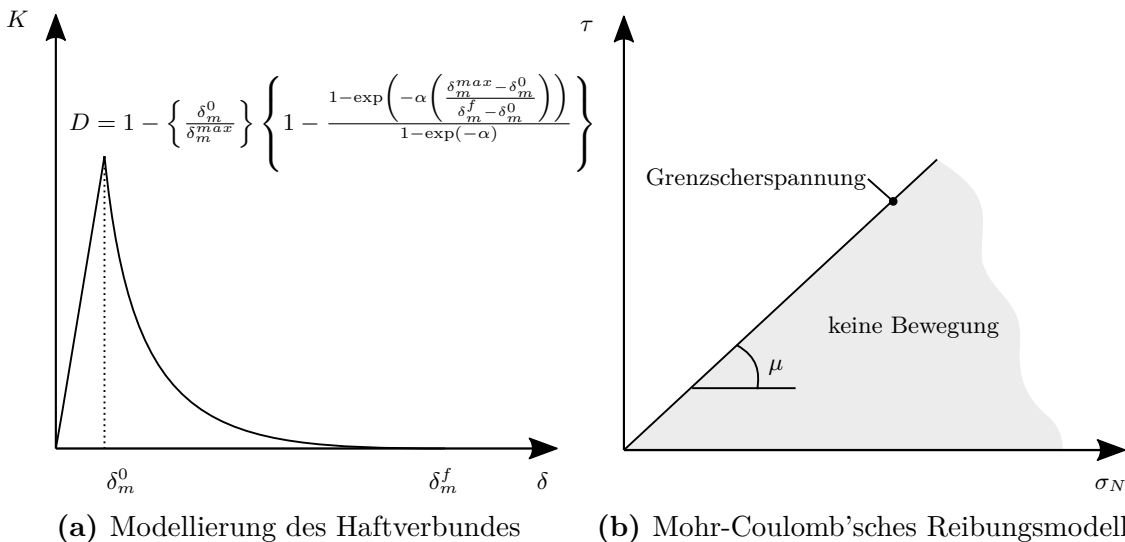 K
D = 1 − {δ_m^0 / δ_m^{max}} {1 − (1−exp(−α((δ_m^{max}−δ_m^0)/(δ_m^f−δ_m^0)))) / (1−exp(−α))}
δ_m^0
δ_m^f
δ
(a) Modellierung des Haftverbundes
τ
Grenzscherspannung
keine Bewegung
μ
σ_N
(b) Mohr-Coulomb'sches Reibungsmodell